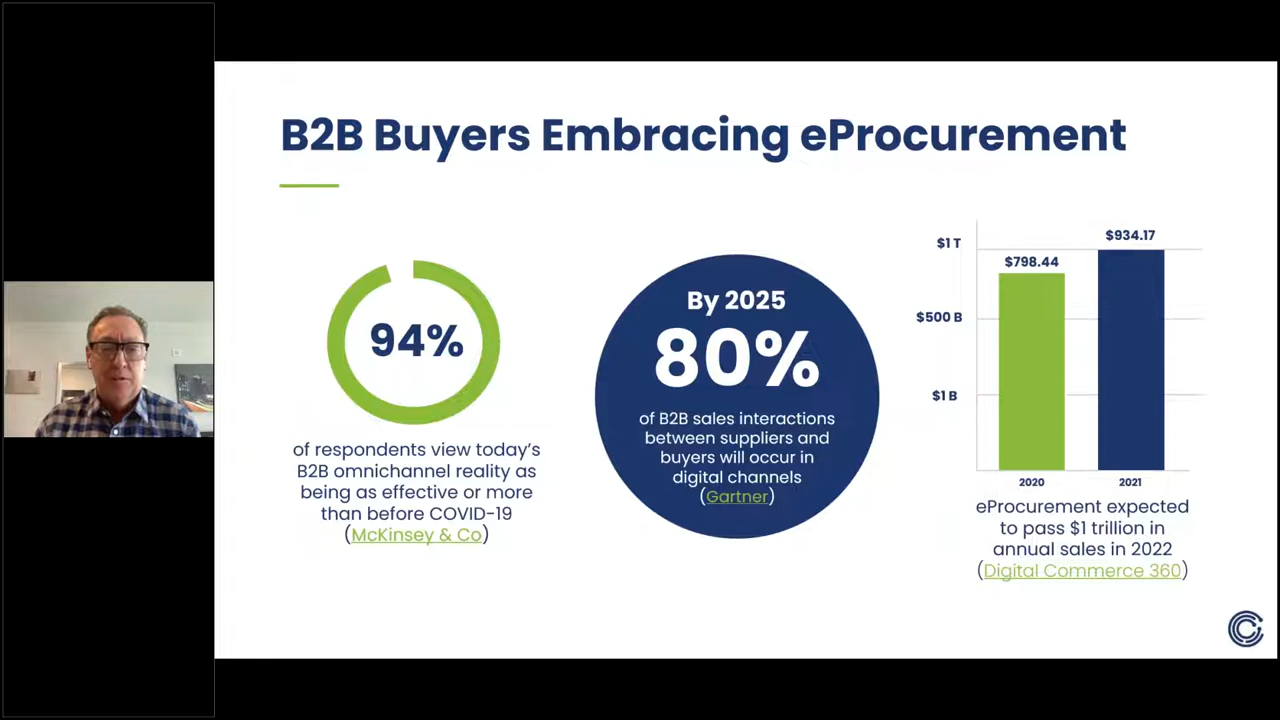 B2B Buyers Embracing eProcurement
94%
of respondents view today's
B2B omnichannel reality as
being as effective or more
than before COVID-19
(McKinsey & Co)
By 2025
80%
of B2B sales interactions
between suppliers and
buyers will occur in
digital channels
(Gartner)
$1 T
$500 B
$1 B
$798.44
$934.17
2020
2021
eProcurement expected
to pass $1 trillion in
annual sales in 2022
(Digital Commerce 360)